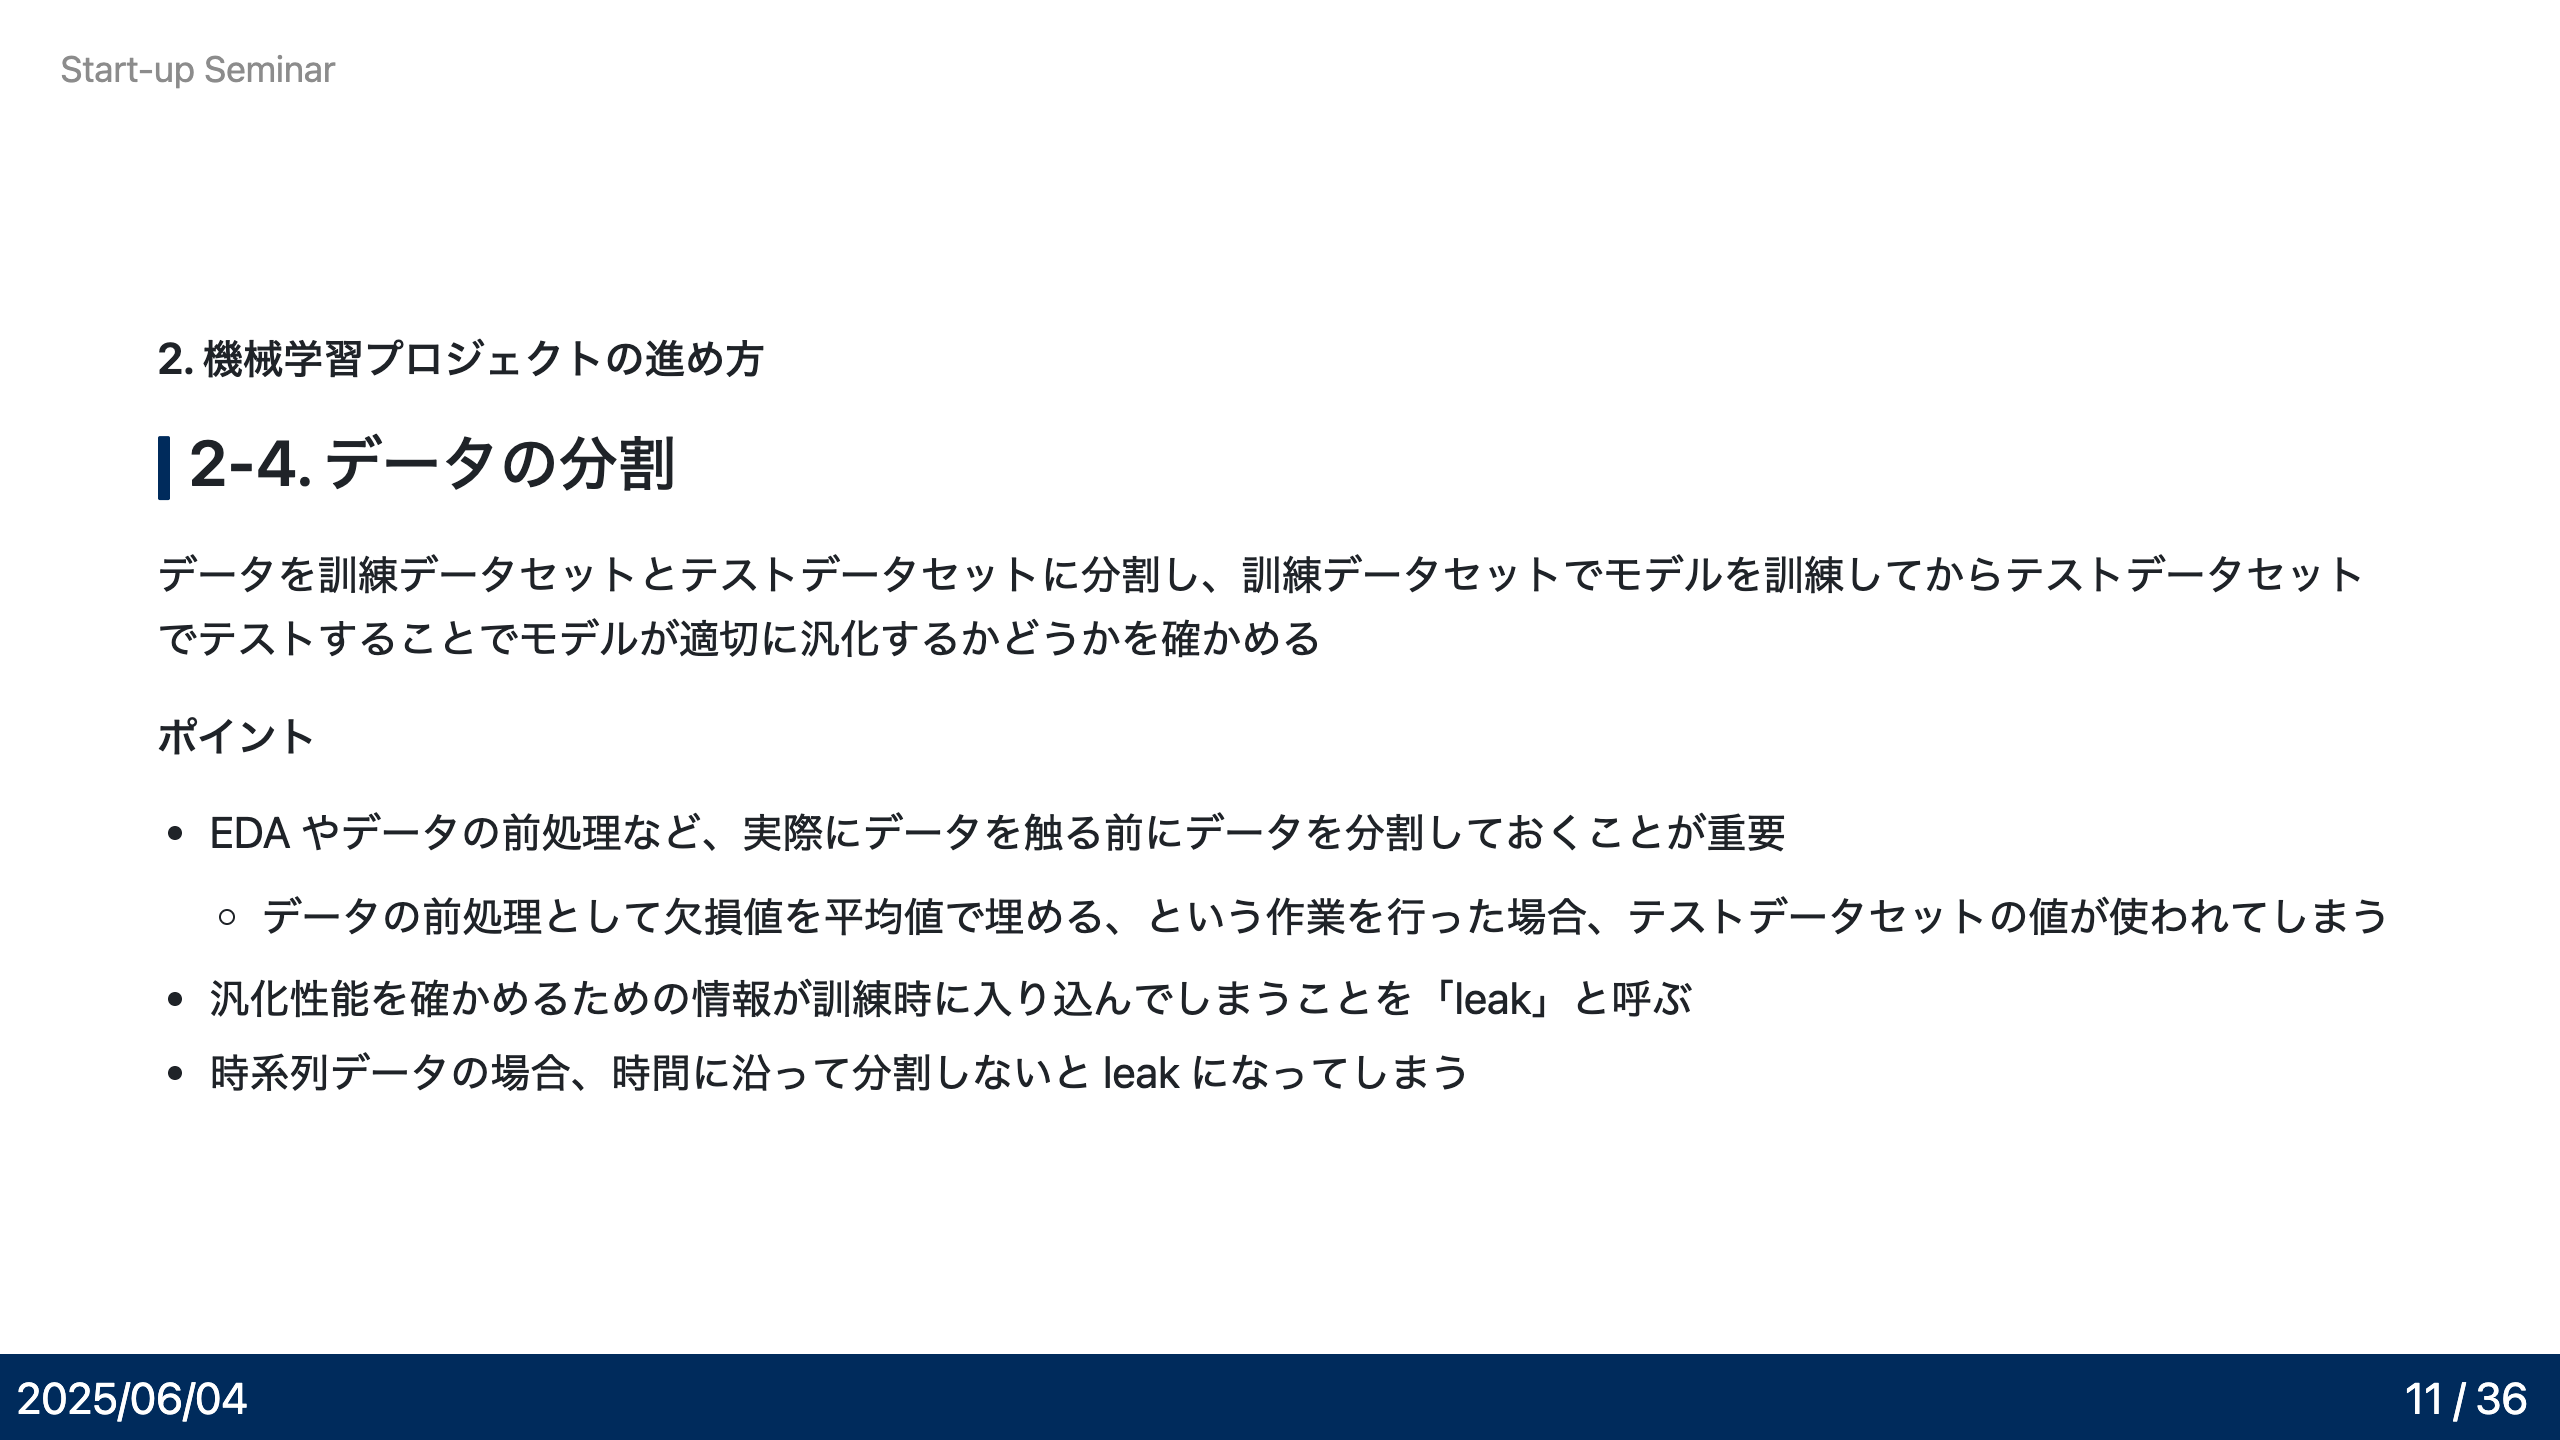 Start-up Seminar
2. 機械学習プロジェクトの進め方
2-4. データの分割
データを訓練データセットとテストデータセットに分割し、訓練データセットでモデルを訓練してからテストデータセット
でテストすることでモデルが適切に汎化するかどうかを確かめる
ポイント
• EDA やデータの前処理など、実際にデータを触る前にデータを分割しておくことが重要
◦ データの前処理として欠損値を平均値で埋める、という作業を行った場合、テストデータセットの値が使われてしまう
• 汎化性能を確かめるための情報が訓練時に入り込んでしまうことを「leak」と呼ぶ
• 時系列データの場合、時間に沿って分割しないと leak になってしまう
2025/06/04
11 / 36